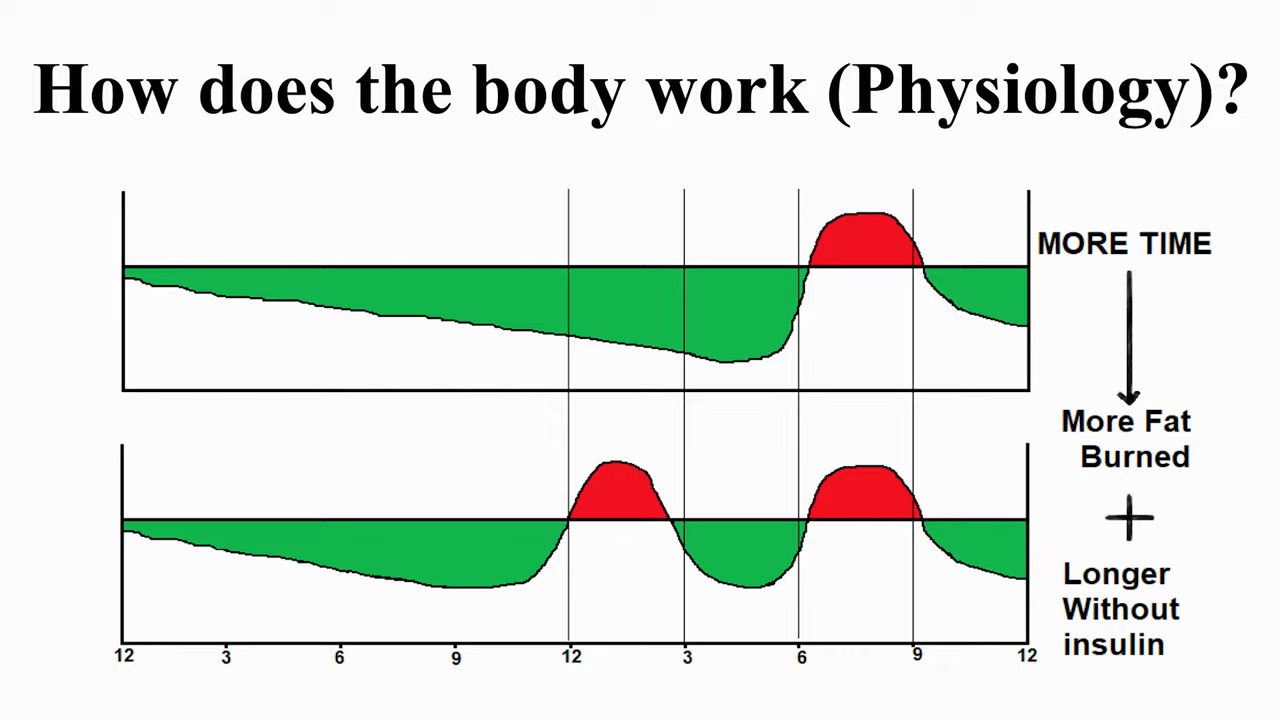 How does the body work (Physiology)?
MORE TIME
More Fat
Burned
+
Longer
Without
insulin
12 3 6 9 12 3 6 9 12